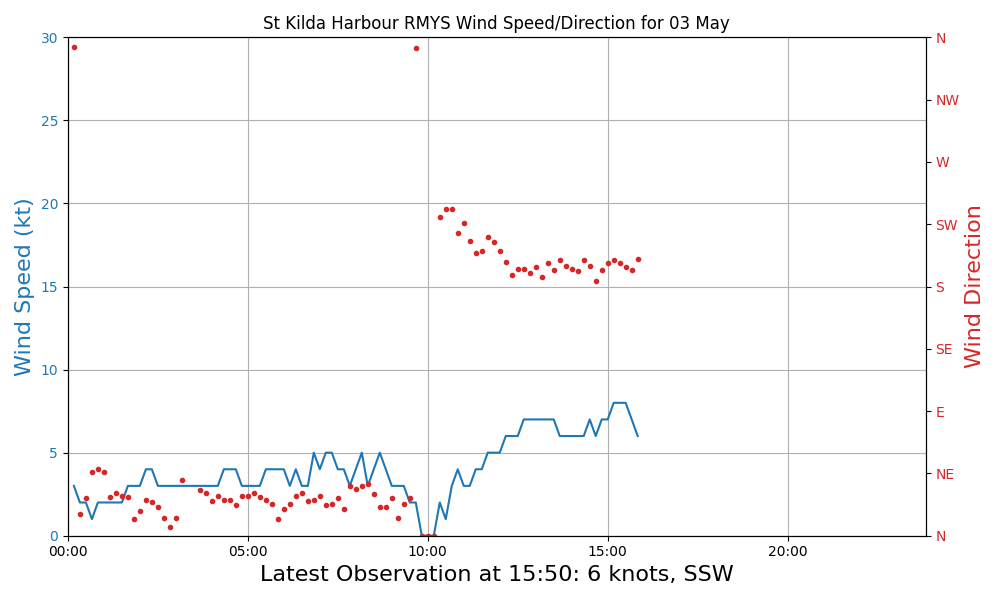 St Kilda Harbour RMYS Wind Speed/Direction for 03 May
30
25
20
15
10
5
0
Wind Speed (kt)
N
NW
W
SW
S
SE
E
NE
N
Wind Direction
00:00 05:00 10:00 15:00 20:00
Latest Observation at 15:50: 6 knots, SSW